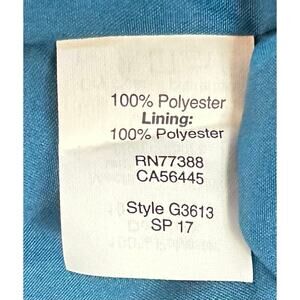 100% Polyester
Lining:
100% Polyester
RN77388
CA56445
Style G3613
SP 17